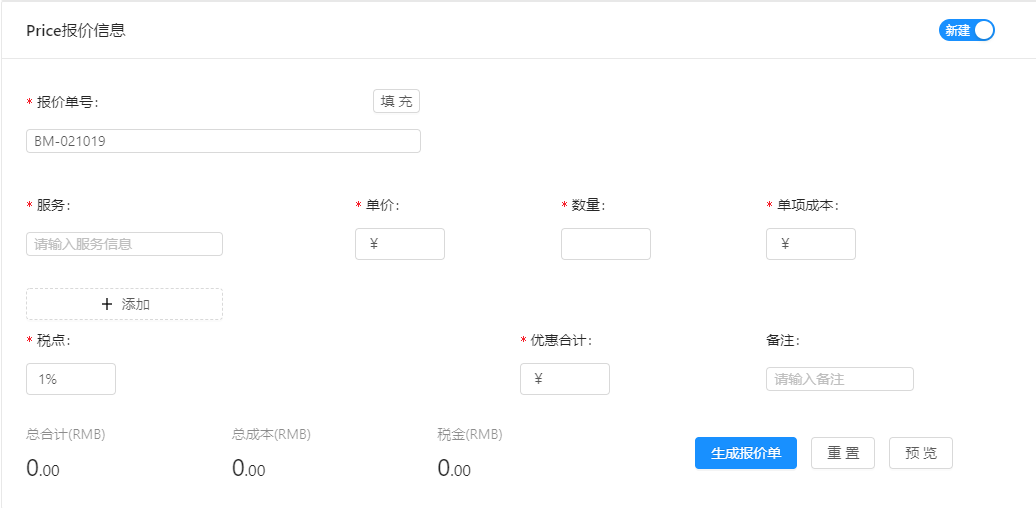 Price报价信息
新建
* 报价单号:
填 充
BM-021019
* 服务: * 单价: * 数量: * 单项成本:
请输入服务信息 ¥ ¥
+ 添加
* 税点: * 优惠合计: 备注:
1% ¥ 请输入备注
总合计(RMB) 总成本(RMB) 税金(RMB)
0.00 0.00 0.00
生成报价单 重 置 预 览